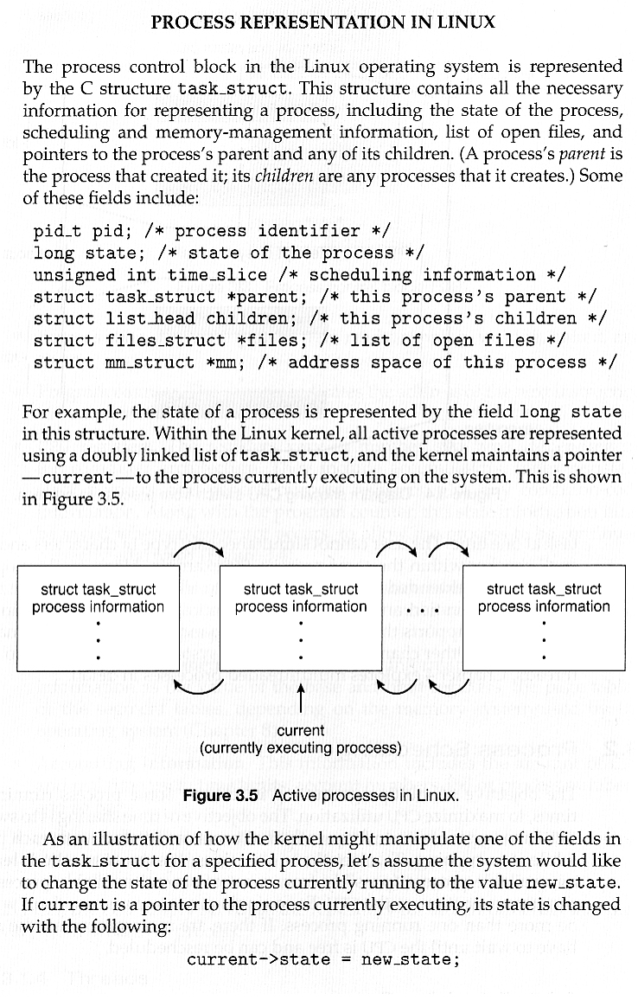 PROCESS REPRESENTATION IN LINUX
The process control block in the Linux operating system is represented
by the C structure task_struct. This structure contains all the necessary
information for representing a process, including the state of the process,
scheduling and memory-management information, list of open files, and
pointers to the process's parent and any of its children. (A process's parent is
the process that created it; its children are any processes that it creates.) Some
of these fields include:
pid_t pid; /* process identifier */
long state; /* state of the process */
unsigned int time_slice /* scheduling information */
struct task_struct *parent; /* this process's parent */
struct list_head children; /* this process's children */
struct files_struct *files; /* list of open files */
struct mm_struct *mm; /* address space of this process */
For example, the state of a process is represented by the field long state
in this structure. Within the Linux kernel, all active processes are represented
using a doubly linked list of task_struct, and the kernel maintains a pointer
—current—to the process currently executing on the system. This is shown
in Figure 3.5.
struct task_struct
process information
struct task_struct
process information
. . .
struct task_struct
process information
current
(currently executing proccess)
Figure 3.5 Active processes in Linux.
As an illustration of how the kernel might manipulate one of the fields in
the task_struct for a specified process, let's assume the system would like
to change the state of the process currently running to the value new_state.
If current is a pointer to the process currently executing, its state is changed
with the following:
current->state = new_state;